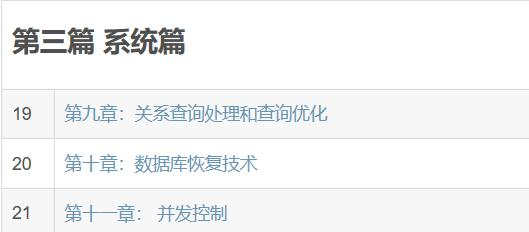 第三篇 系统篇
19 第九章：关系查询处理和查询优化
20 第十章：数据库恢复技术
21 第十一章： 并发控制